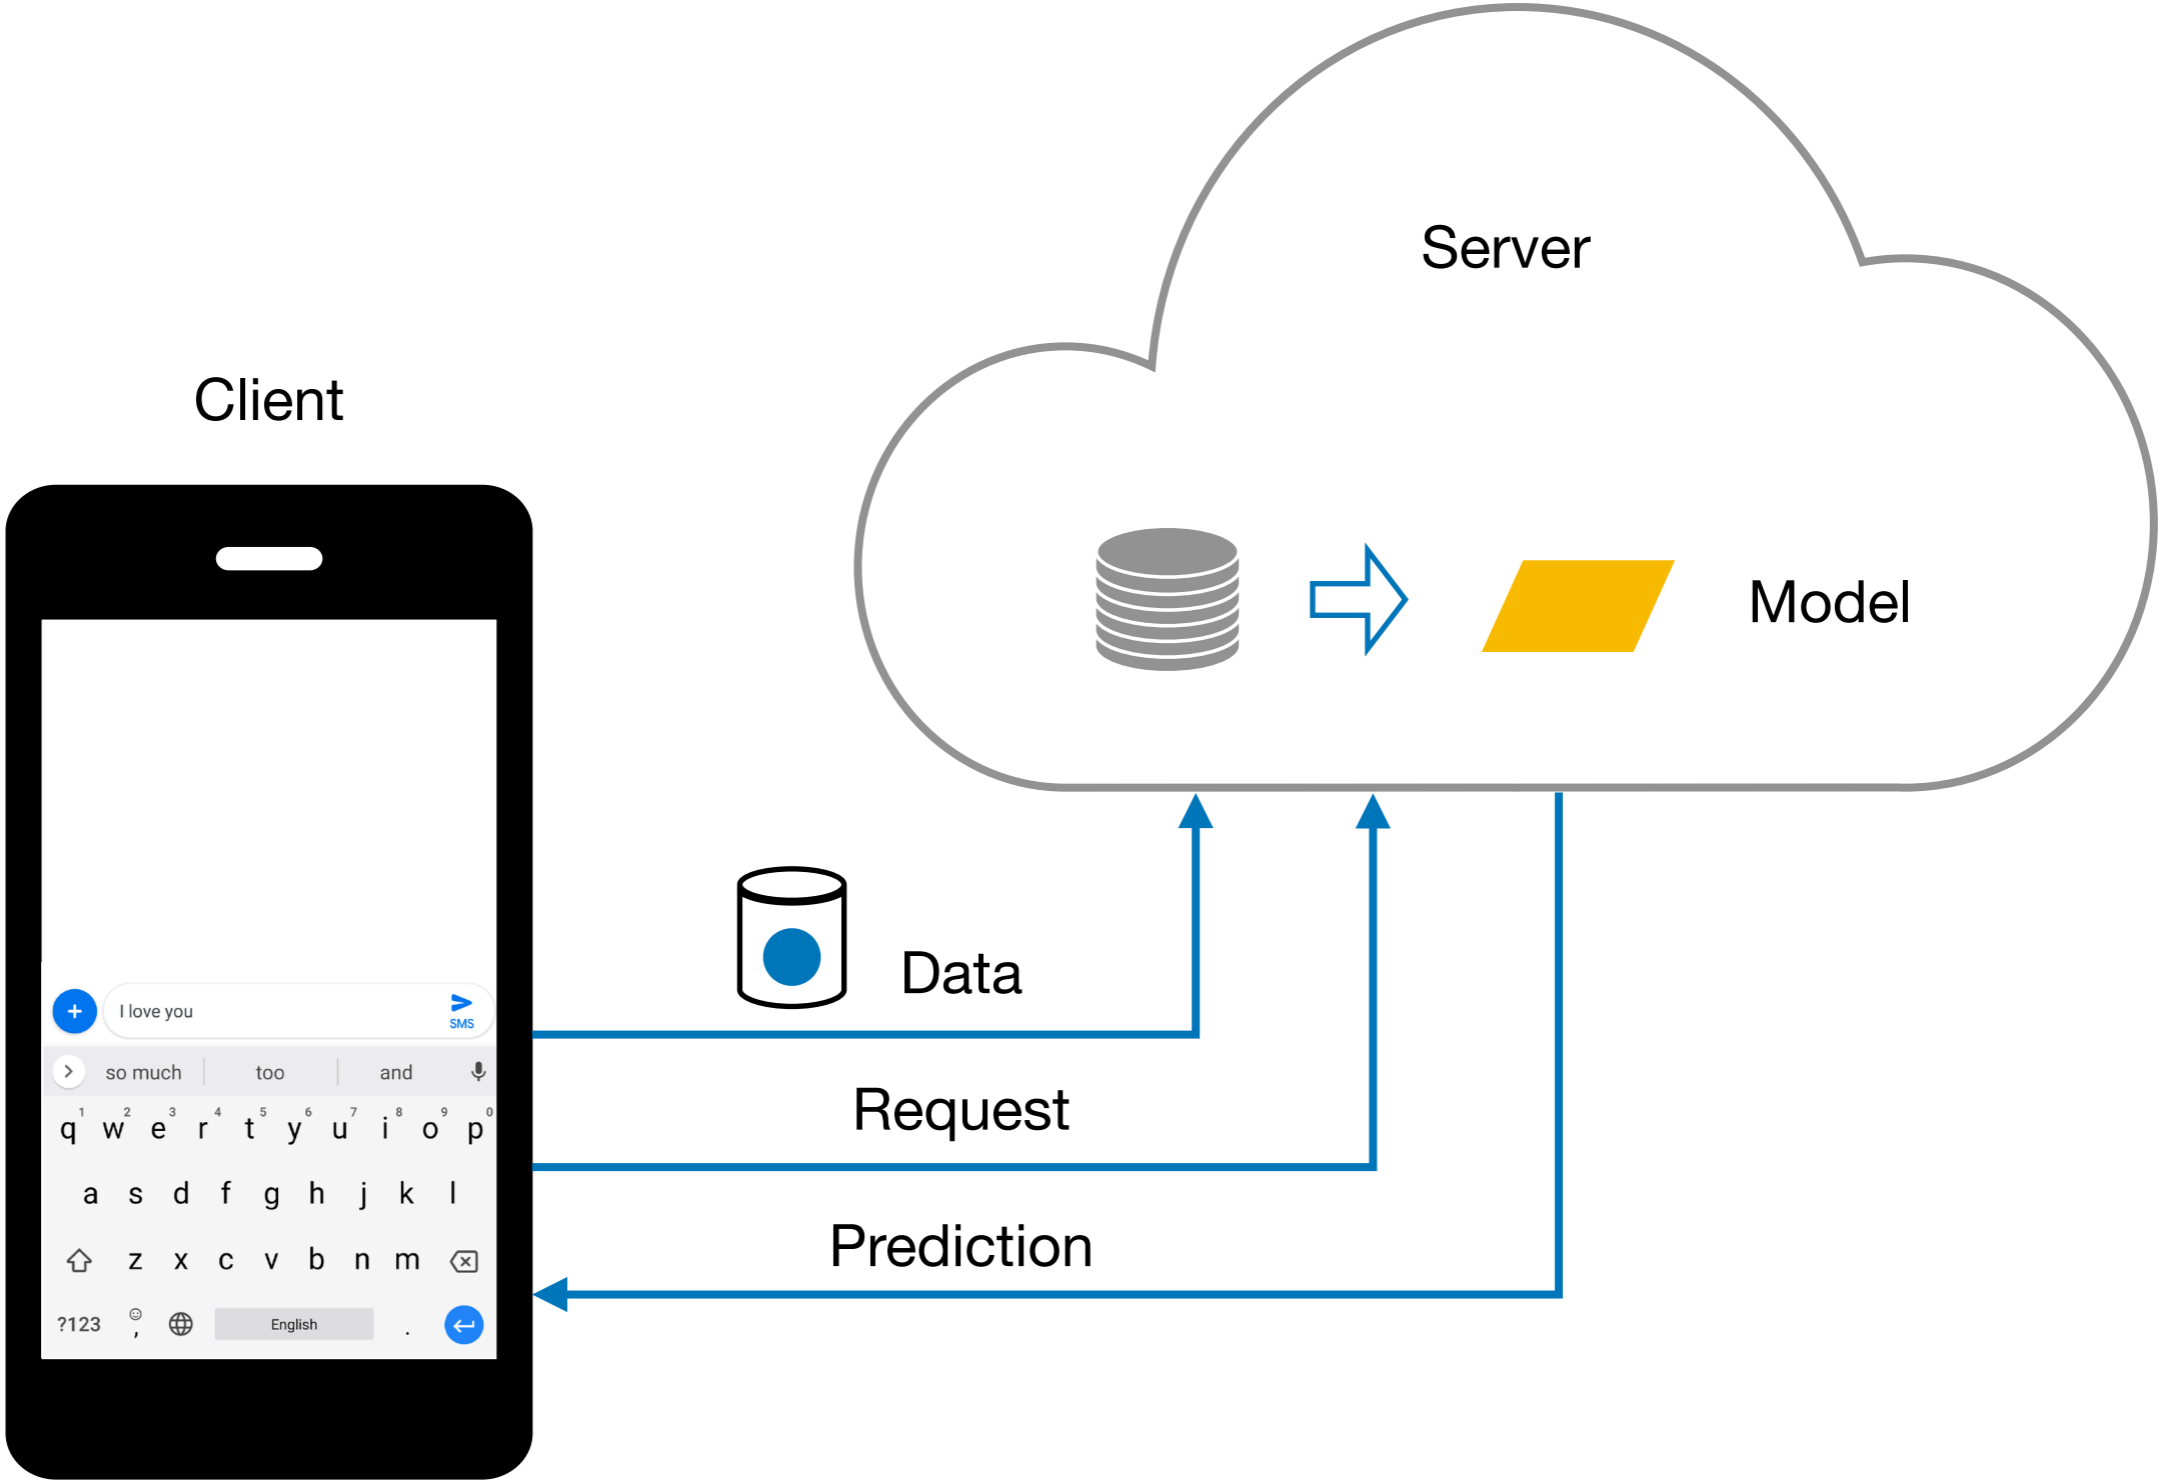 Server
Client
Model
Data
I love you
SMS
so much too and
1 2 3 4 5 6 7 8 9 0
q w e r t y u i o p
Request
a s d f g h j k l
Prediction
z x c v b n m
?123 , English .